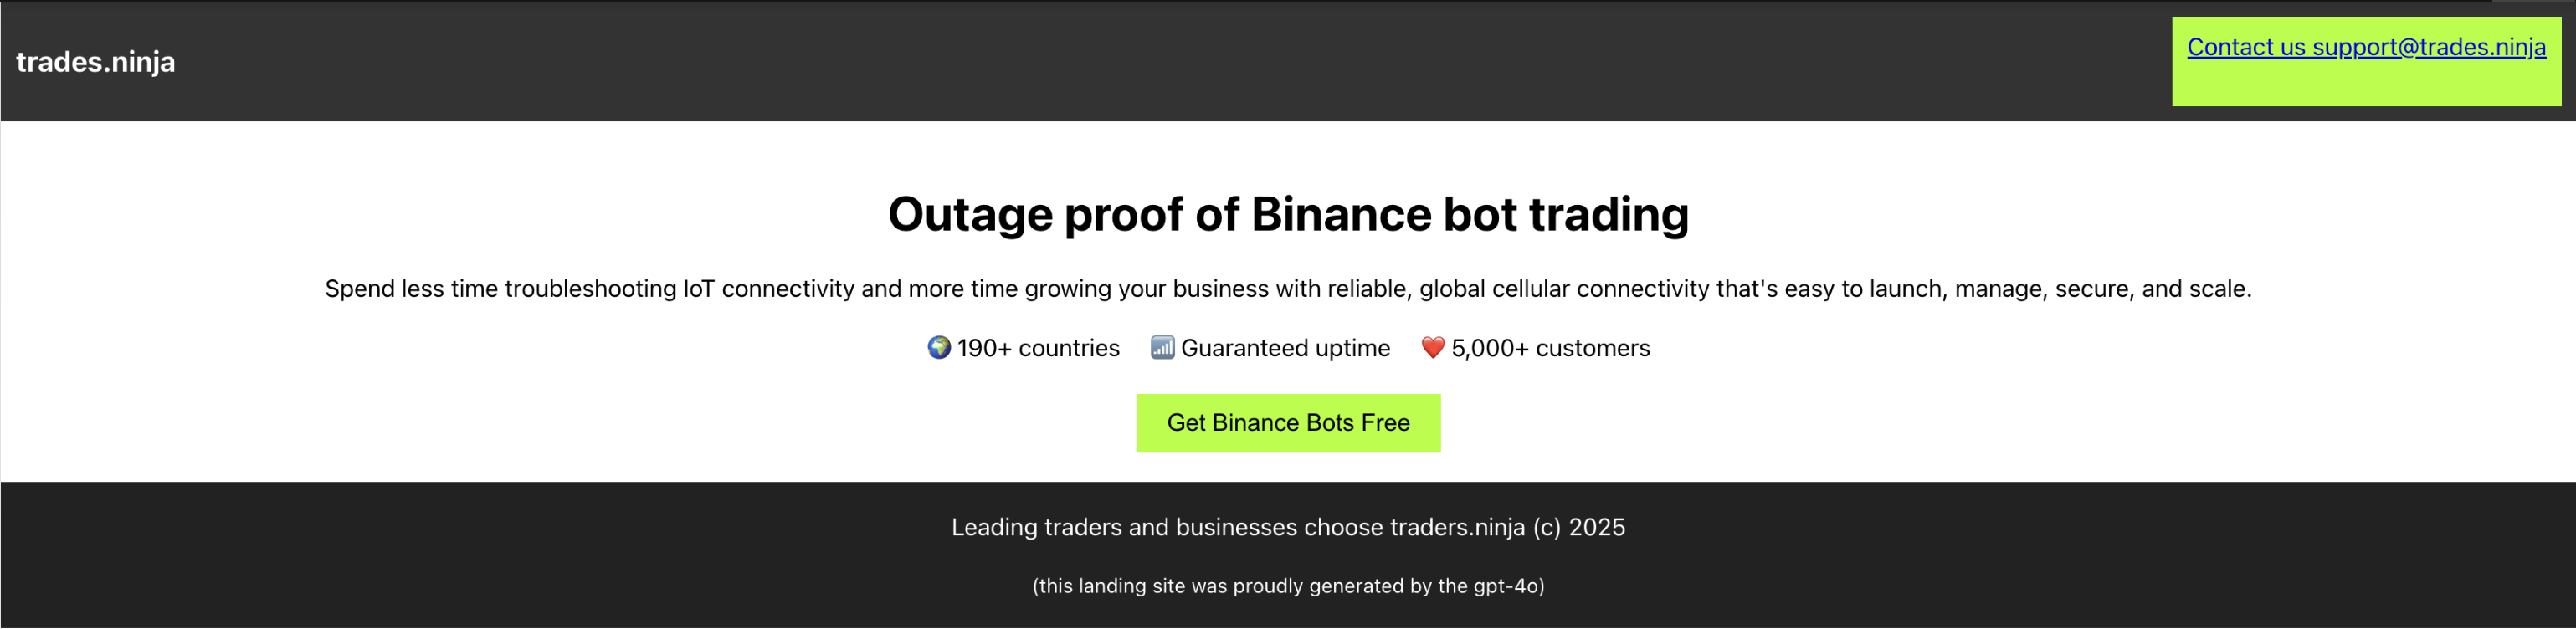 trades.ninja
Contact us support@trades.ninja
Outage proof of Binance bot trading
Spend less time troubleshooting IoT connectivity and more time growing your business with reliable, global cellular connectivity that's easy to launch, manage, secure, and scale.
🌍 190+ countries 📶 Guaranteed uptime ❤️ 5,000+ customers
Get Binance Bots Free
Leading traders and businesses choose traders.ninja (c) 2025
(this landing site was proudly generated by the gpt-4o)